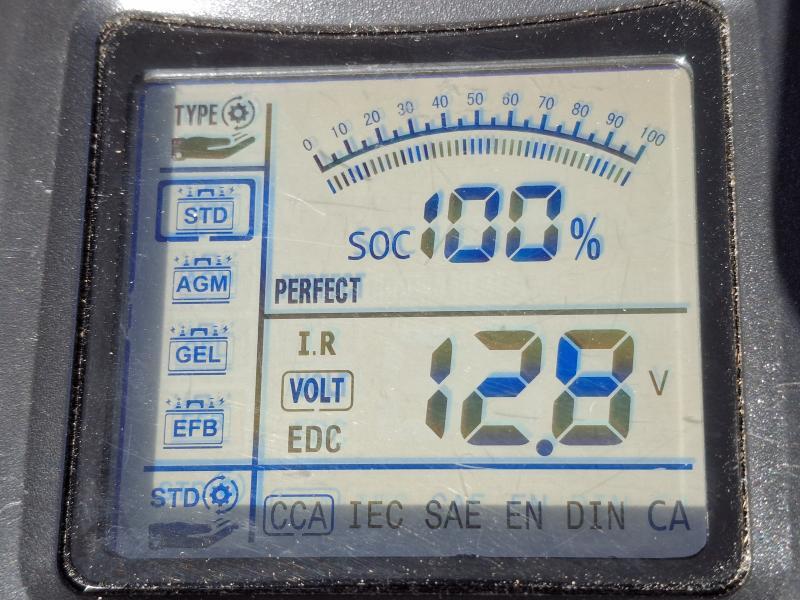 TYPE
0 10 20 30 40 50 60 70 80 90 100
STD
SOC 100 %
AGM
PERFECT
GEL
I.R
VOLT
12.8 V
EFB
EDC
STD
CCA IEC SAE EN DIN CA